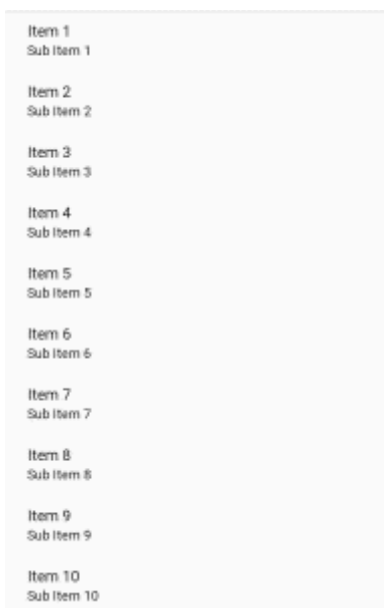 Item 1
Sub Item 1
Item 2
Sub Item 2
Item 3
Sub Item 3
Item 4
Sub Item 4
Item 5
Sub Item 5
Item 6
Sub Item 6
Item 7
Sub Item 7
Item 8
Sub Item 8
Item 9
Sub Item 9
Item 10
Sub Item 10